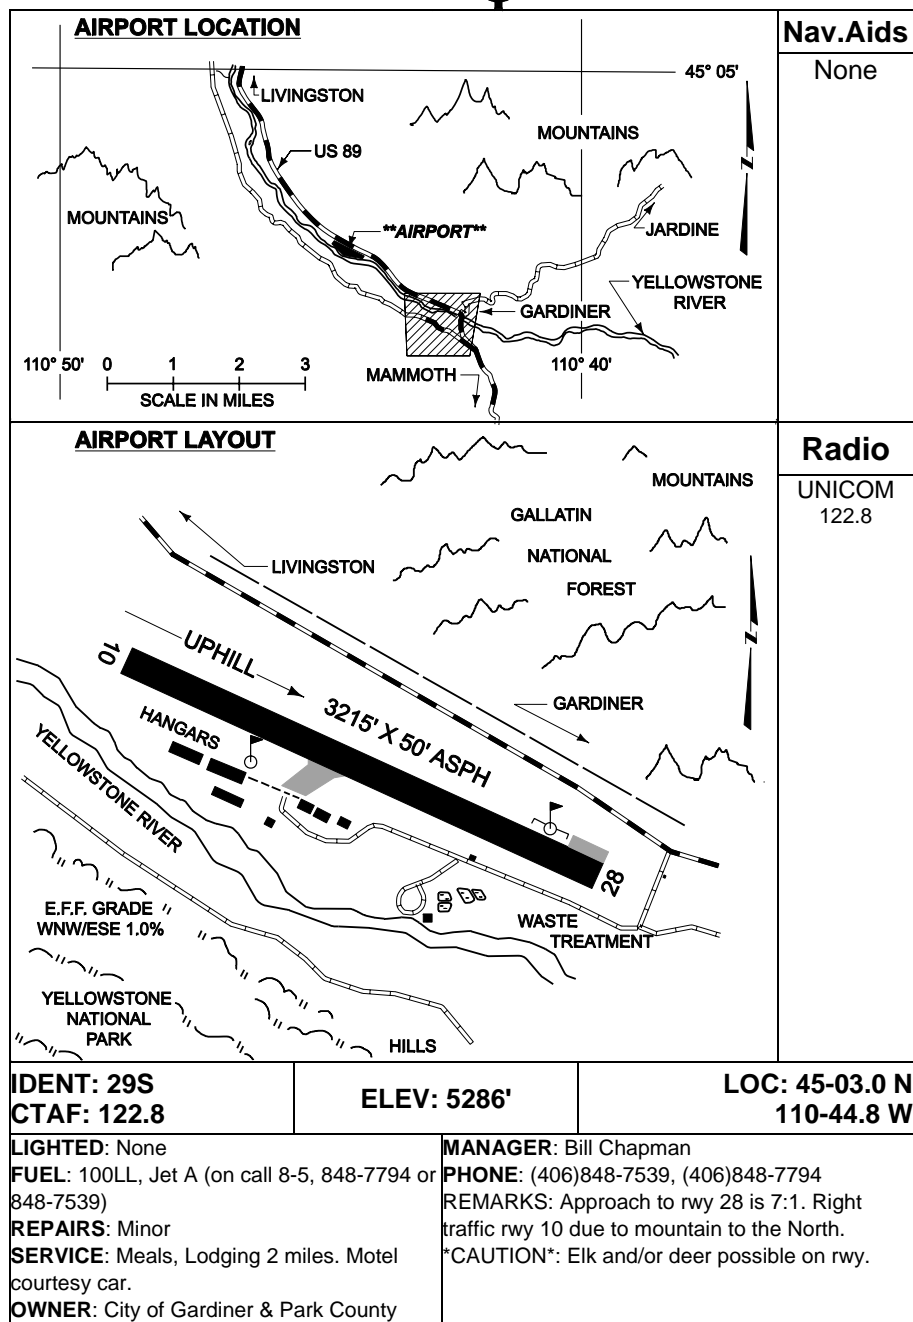 AIRPORT LOCATION
Nav.Aids
None
45° 05'
LIVINGSTON
MOUNTAINS
US 89
N
MOUNTAINS
**AIRPORT**
JARDINE
YELLOWSTONE
RIVER
GARDINER
110° 50'
0 1 2 3
110° 40'
MAMMOTH
SCALE IN MILES
AIRPORT LAYOUT
Radio
UNICOM
122.8
MOUNTAINS
GALLATIN
NATIONAL
FOREST
LIVINGSTON
N
10
UPHILL
GARDINER
3215' X 50' ASPH
HANGARS
YELLOWSTONE RIVER
28
E.F.F. GRADE
WNW/ESE 1.0%
WASTE
TREATMENT
YELLOWSTONE
NATIONAL
PARK
HILLS
IDENT: 29S
CTAF: 122.8
ELEV: 5286'
LOC: 45-03.0 N
110-44.8 W
LIGHTED: None
FUEL: 100LL, Jet A (on call 8-5, 848-7794 or
848-7539)
REPAIRS: Minor
SERVICE: Meals, Lodging 2 miles. Motel
courtesy car.
OWNER: City of Gardiner & Park County
MANAGER: Bill Chapman
PHONE: (406)848-7539, (406)848-7794
REMARKS: Approach to rwy 28 is 7:1. Right
traffic rwy 10 due to mountain to the North.
*CAUTION*: Elk and/or deer possible on rwy.